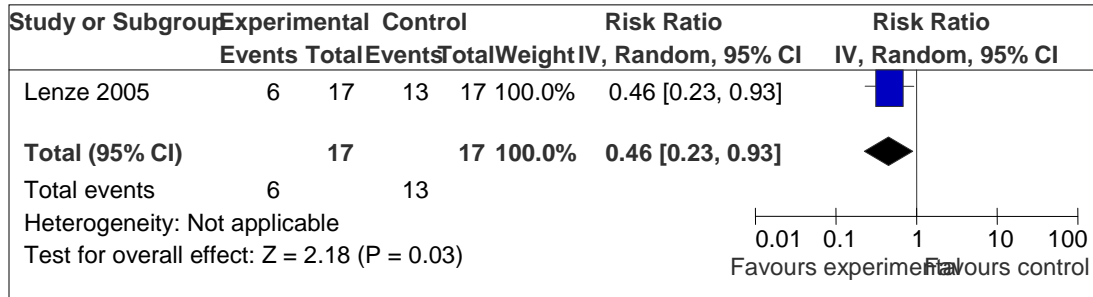 Study or Subgroup Experimental Control Risk Ratio Risk Ratio
Events Total Events Total Weight IV, Random, 95% CI IV, Random, 95% CI
Lenze 2005 6 17 13 17 100.0% 0.46 [0.23, 0.93]
Total (95% CI) 17 17 100.0% 0.46 [0.23, 0.93]
Total events 6 13
Heterogeneity: Not applicable
Test for overall effect: Z = 2.18 (P = 0.03)
0.01 0.1 1 10 100
Favours experimental Favours control